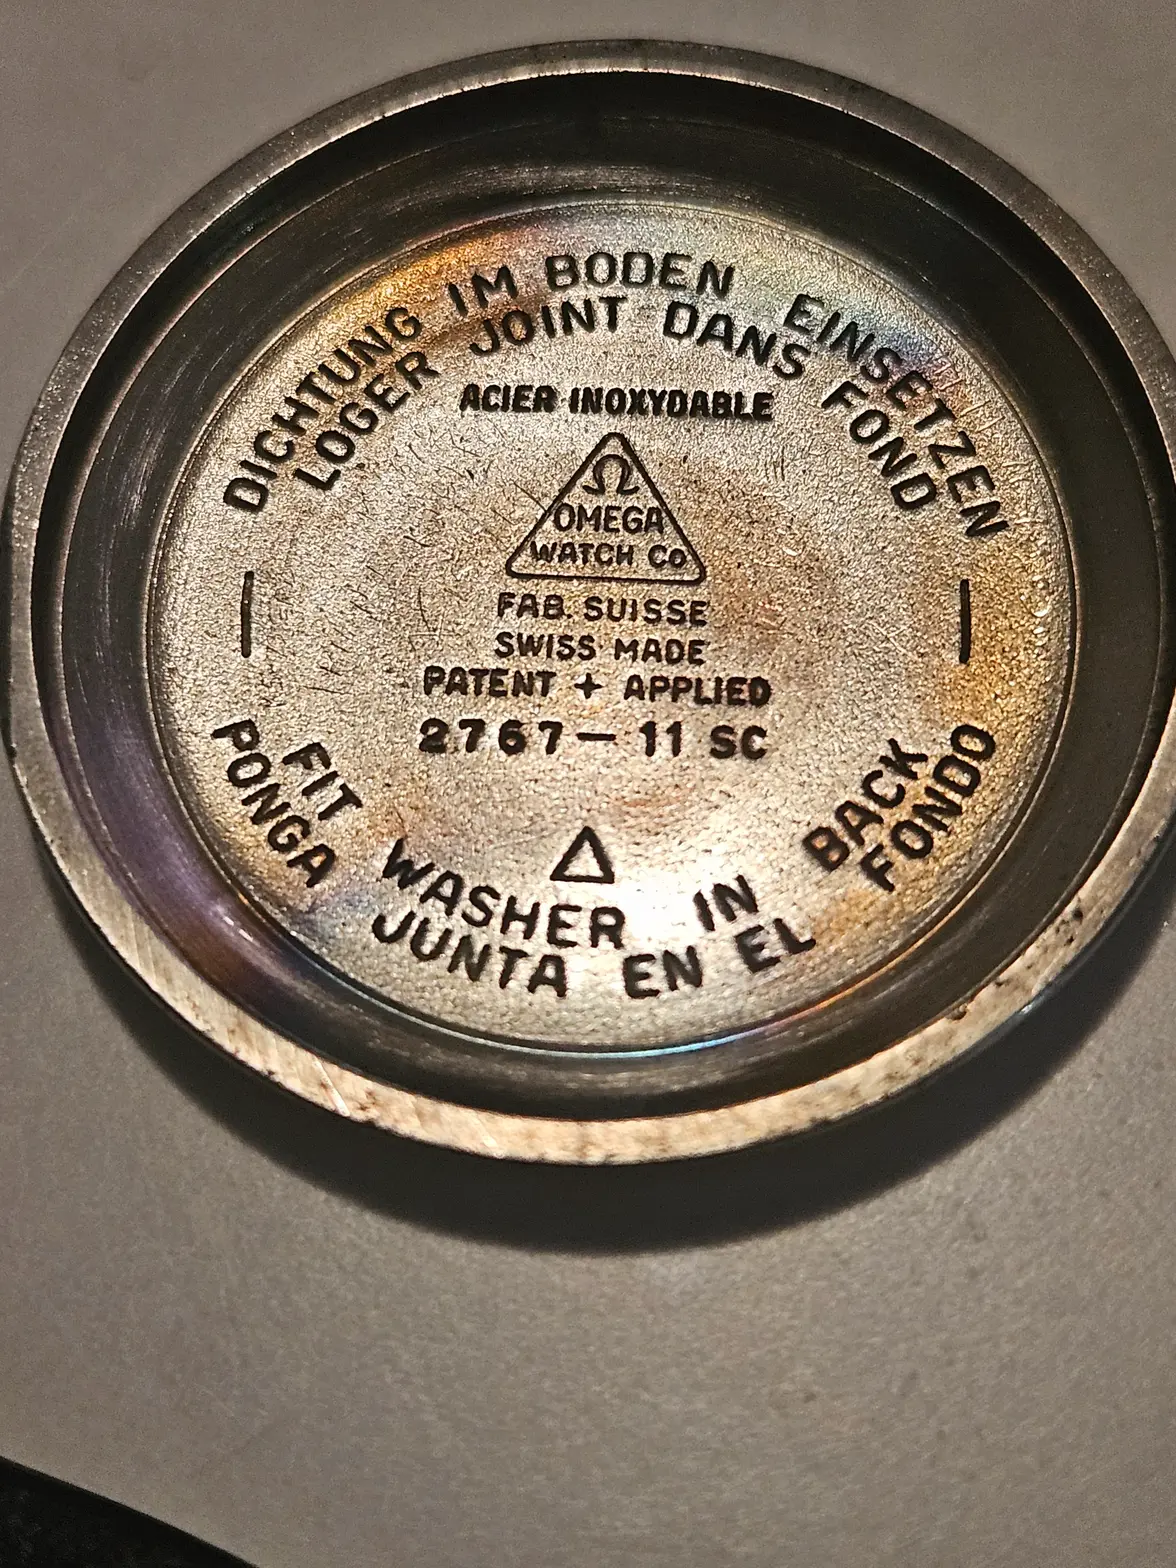 DICHTUNG IM BODEN EINSETZEN
LOGER JOINT DANS FOND
ACIER INOXYDABLE
Ω
OMEGA
WATCH Co
FAB. SUISSE
SWISS MADE
PATENT + APPLIED
2767 — 11 SC
FIT WASHER IN BACK
PONGA JUNTA EN EL FONDO